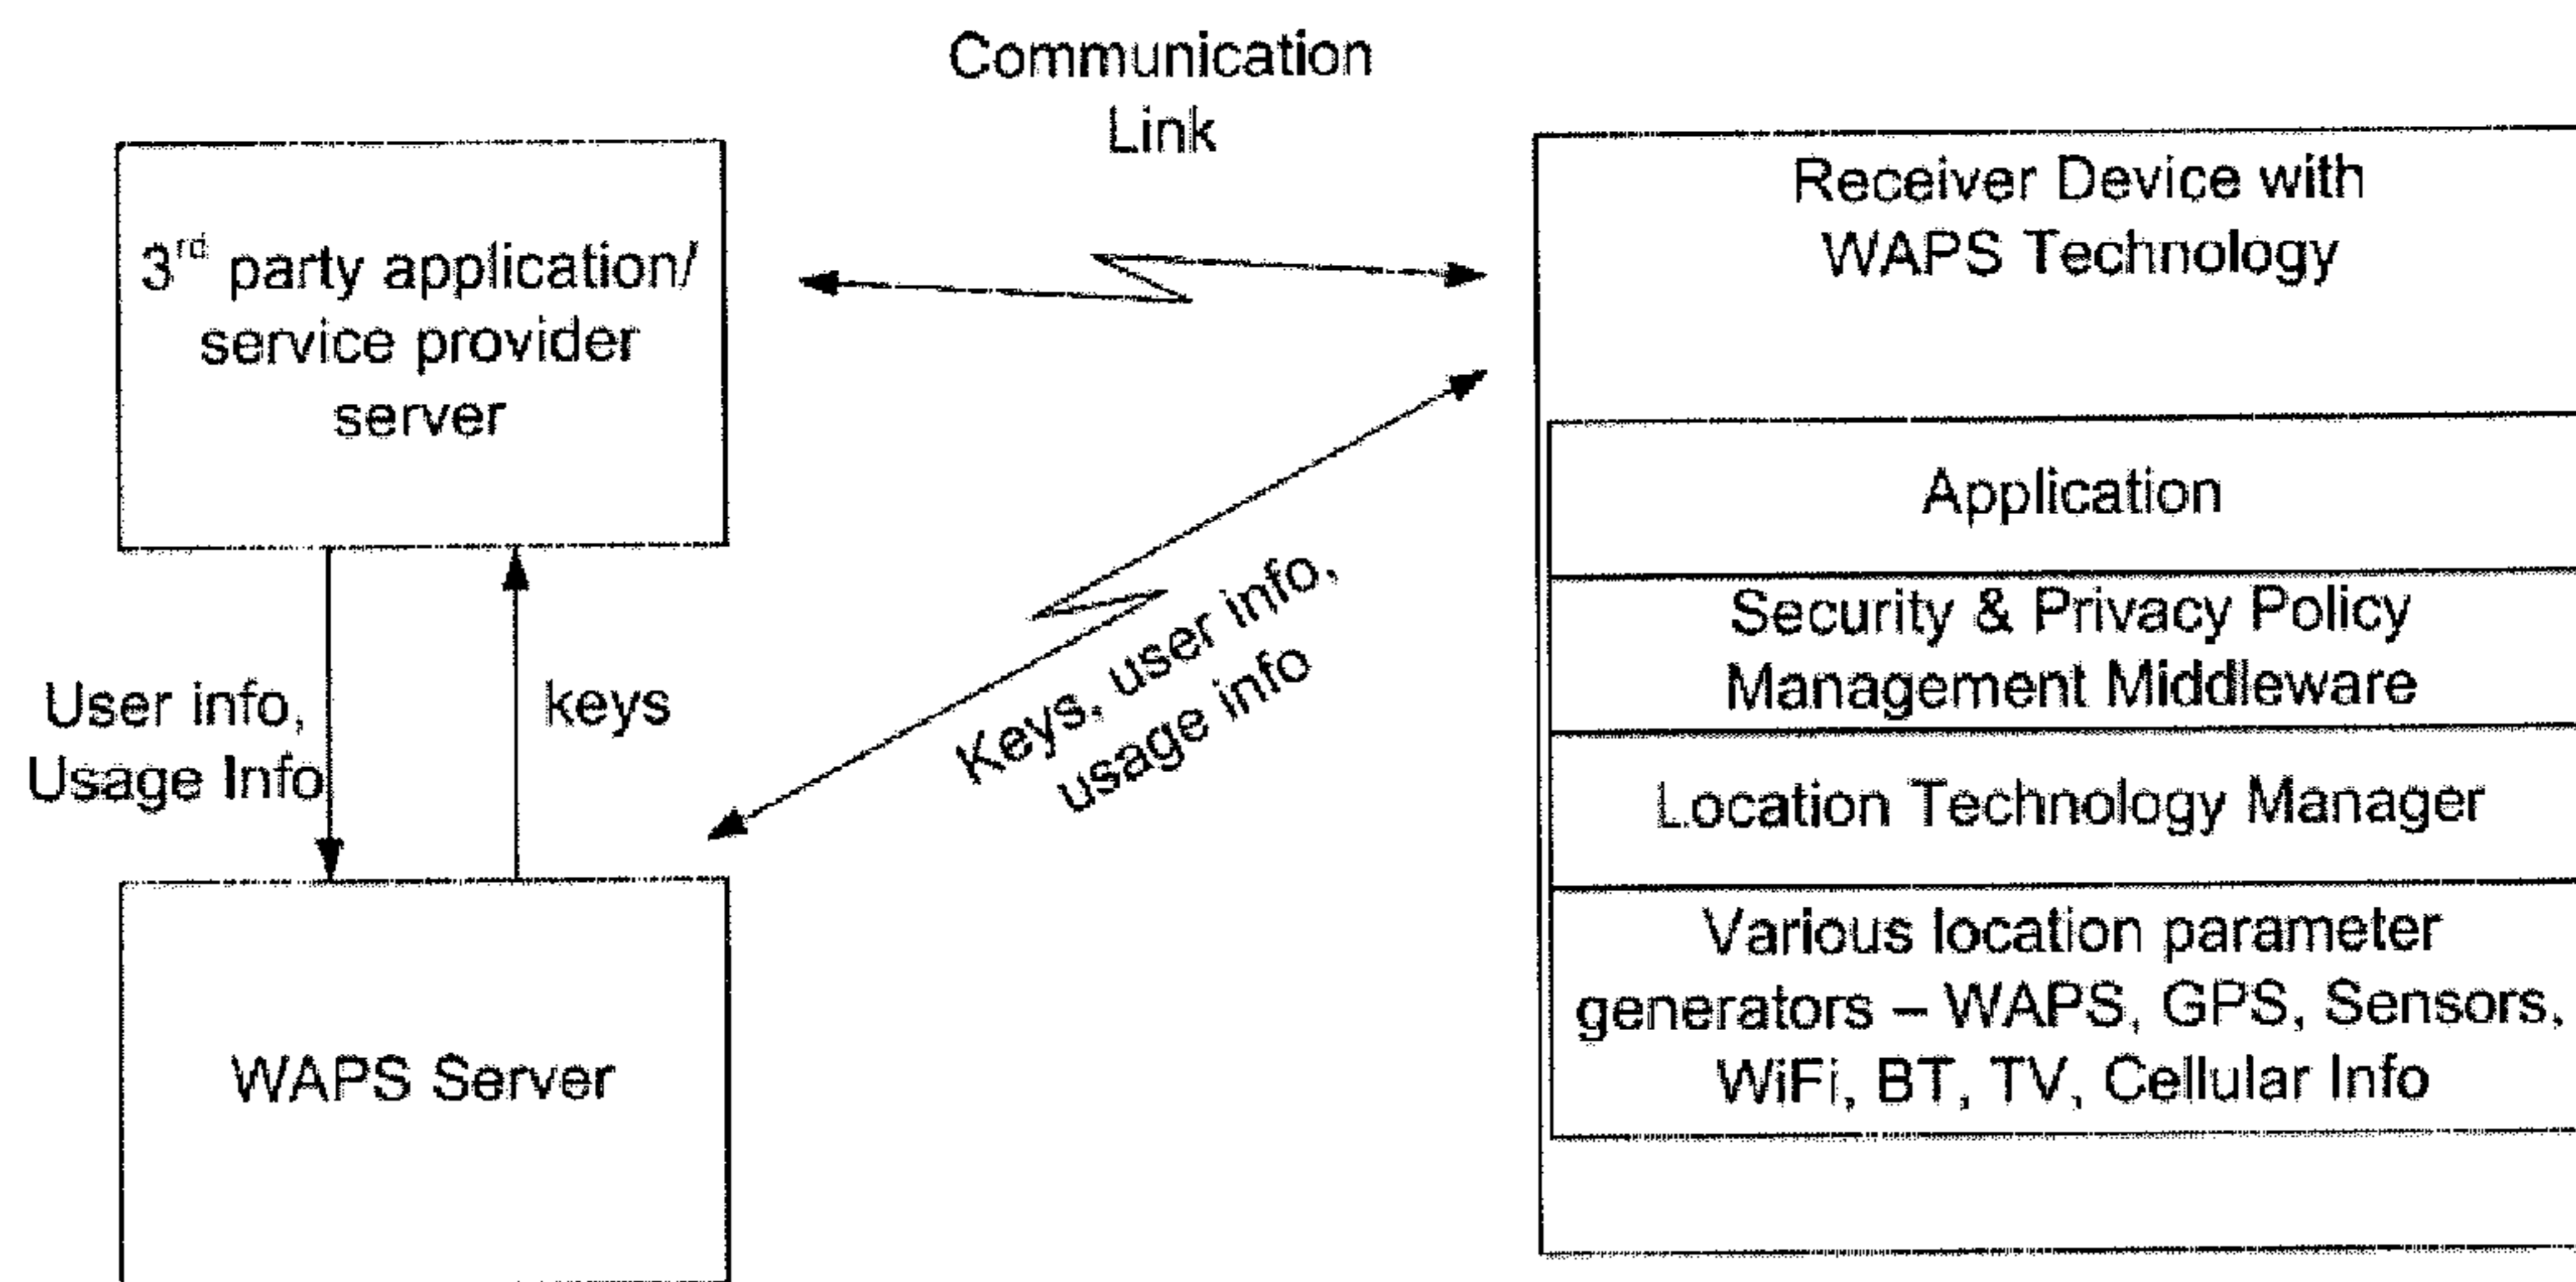 Communication
Link
3rd party application/
service provider
server
Receiver Device with
WAPS Technology
Application
Security & Privacy Policy
Management Middleware
Location Technology Manager
Various location parameter
generators – WAPS, GPS, Sensors,
WiFi, BT, TV, Cellular Info
User info,
Usage Info
keys
Keys, user info,
usage info
WAPS Server